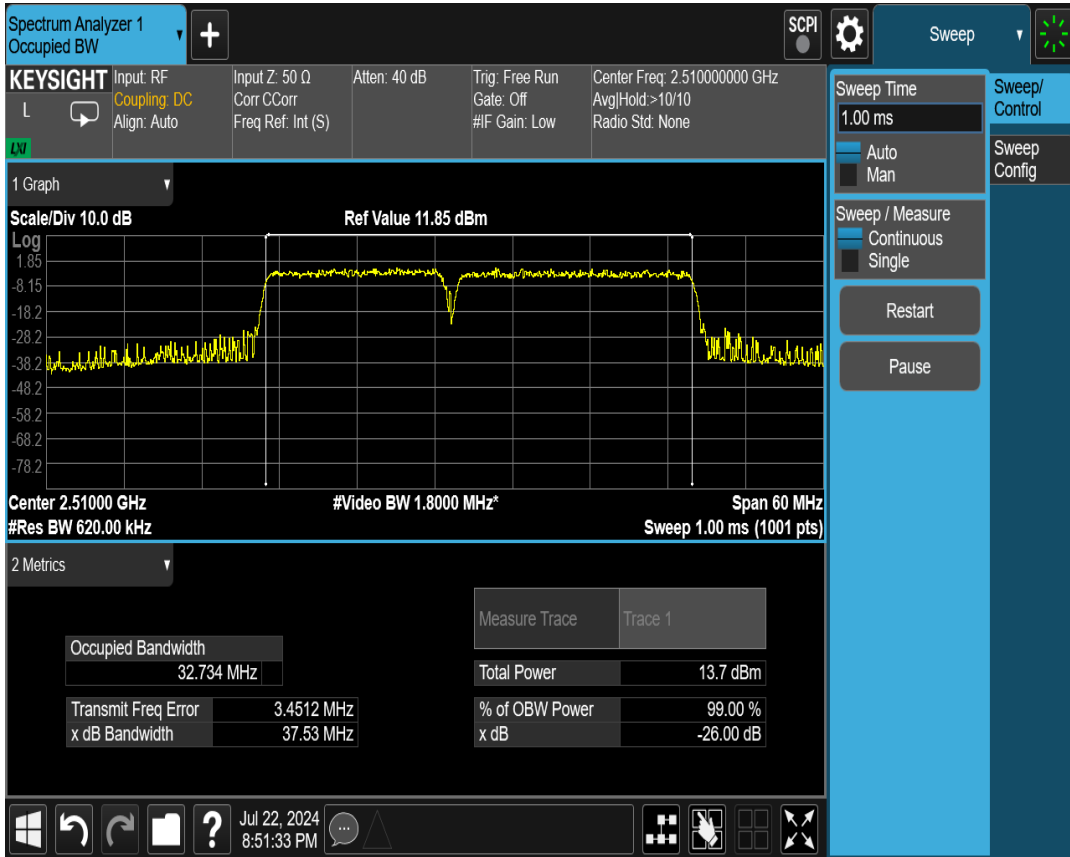 Spectrum Analyzer 1
Occupied BW
+
SCPI
Sweep
KEYSIGHT
L
LXI
Input: RF
Coupling: DC
Align: Auto
Input Z: 50 Ω
Corr CCorr
Freq Ref: Int (S)
Atten: 40 dB
Trig: Free Run
Gate: Off
#IF Gain: Low
Center Freq: 2.510000000 GHz
Avg|Hold:>10/10
Radio Std: None
Sweep Time
1.00 ms
Auto
Man
Sweep / Measure
Continuous
Single
Restart
Pause
Sweep/
Control
Sweep
Config
1 Graph
Scale/Div 10.0 dB
Ref Value 11.85 dBm
Log
1.85
-8.15
-18.2
-28.2
-38.2
-48.2
-58.2
-68.2
-78.2
Center 2.51000 GHz
#Video BW 1.8000 MHz*
Span 60 MHz
#Res BW 620.00 kHz
Sweep 1.00 ms (1001 pts)
2 Metrics
Measure Trace
Trace 1
Occupied Bandwidth
32.734 MHz
Total Power
13.7 dBm
Transmit Freq Error
3.4512 MHz
% of OBW Power
99.00 %
x dB Bandwidth
37.53 MHz
x dB
-26.00 dB
?
Jul 22, 2024
8:51:33 PM